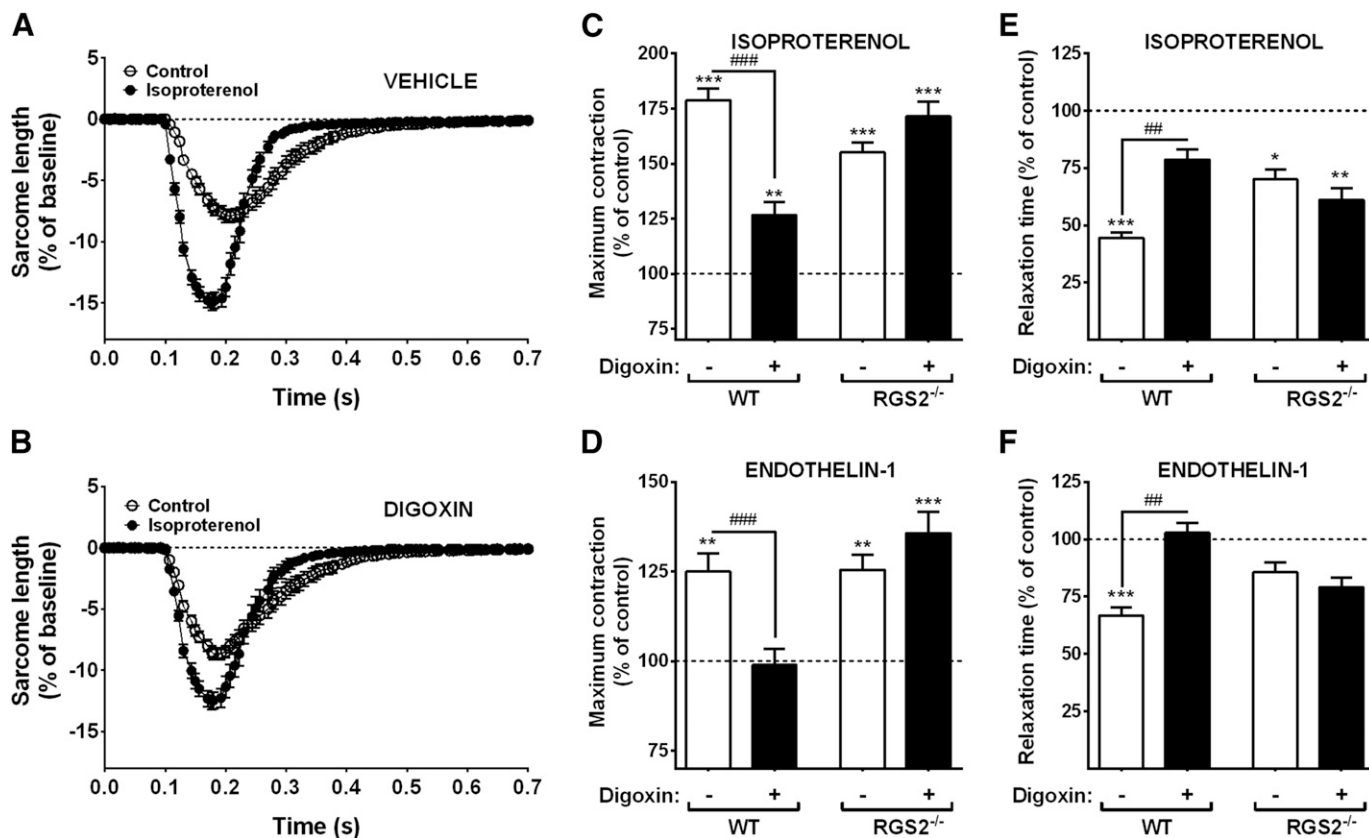 A
Control
Isoproterenol
VEHICLE
5
0
-5
-10
-15
Sarcome length
(% of baseline)
0.0 0.1 0.2 0.3 0.4 0.5 0.6 0.7
Time (s)
B
Control
Isoproterenol
DIGOXIN
5
0
-5
-10
-15
Sarcome length
(% of baseline)
0.0 0.1 0.2 0.3 0.4 0.5 0.6 0.7
Time (s)
C
ISOPROTERENOL
200
175
150
125
100
75
Maximum contraction
(% of control)
*** ### ** *** ***
Digoxin: - + - +
WT RGS2-/-
D
ENDOTHELIN-1
150
125
100
75
Maximum contraction
(% of control)
** ### ** ***
Digoxin: - + - +
WT RGS2-/-
E
ISOPROTERENOL
125
100
75
50
25
Relaxation time (% of control)
*** ## * **
Digoxin: - + - +
WT RGS2-/-
F
ENDOTHELIN-1
125
100
75
50
25
Relaxation time (% of control)
*** ##
Digoxin: - + - +
WT RGS2-/-